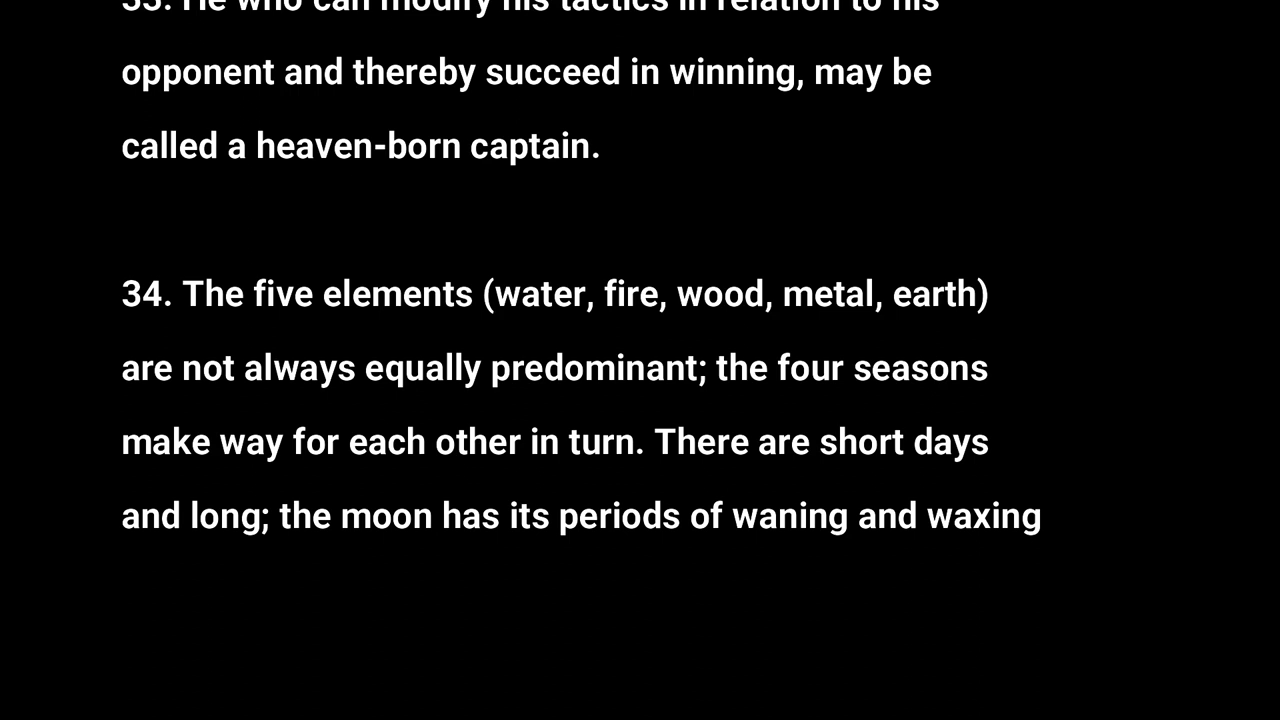 33. He who can modify his tactics in relation to his
opponent and thereby succeed in winning, may be
called a heaven-born captain.
34. The five elements (water, fire, wood, metal, earth)
are not always equally predominant; the four seasons
make way for each other in turn. There are short days
and long; the moon has its periods of waning and waxing